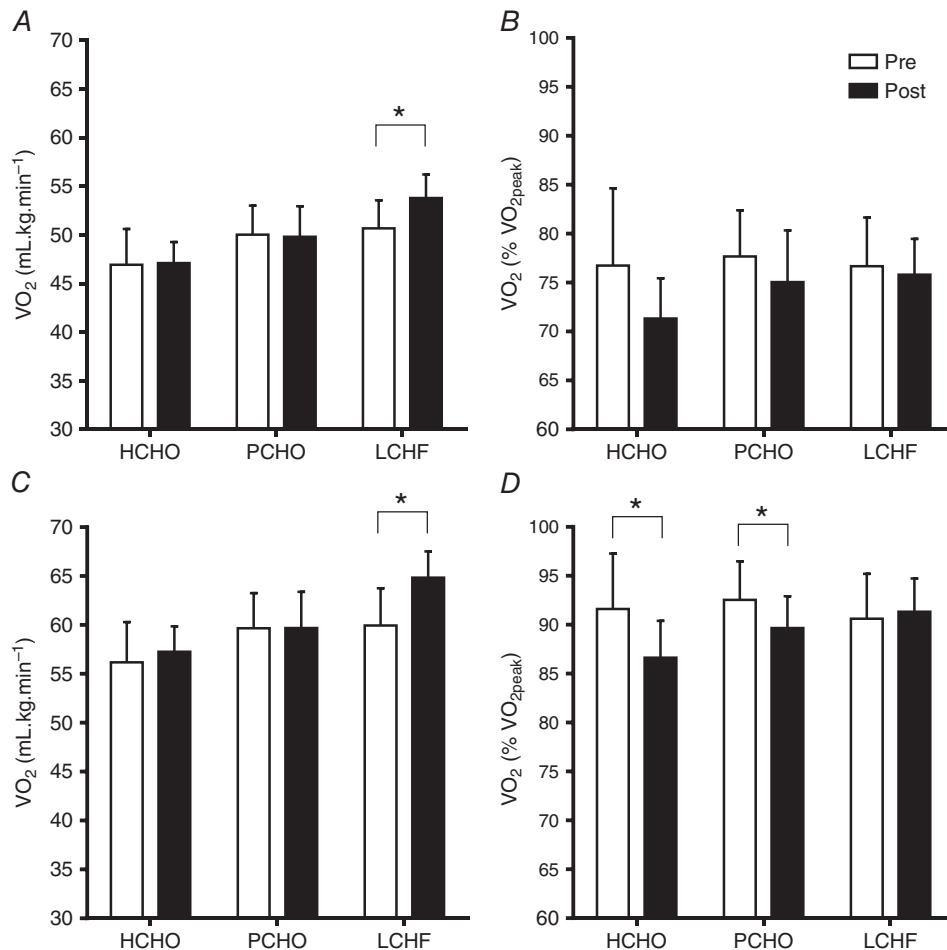 A
70
65
60
55
50
45
40
35
30
VO2 (mL.kg.min−1)
*
HCHO PCHO LCHF
B
100
95
90
85
80
75
70
65
60
VO2 (% VO2peak)
Pre
Post
HCHO PCHO LCHF
C
70
65
60
55
50
45
40
35
30
VO2 (mL.kg.min−1)
*
HCHO PCHO LCHF
D
100
95
90
85
80
75
70
65
60
VO2 (% VO2peak)
* *
HCHO PCHO LCHF